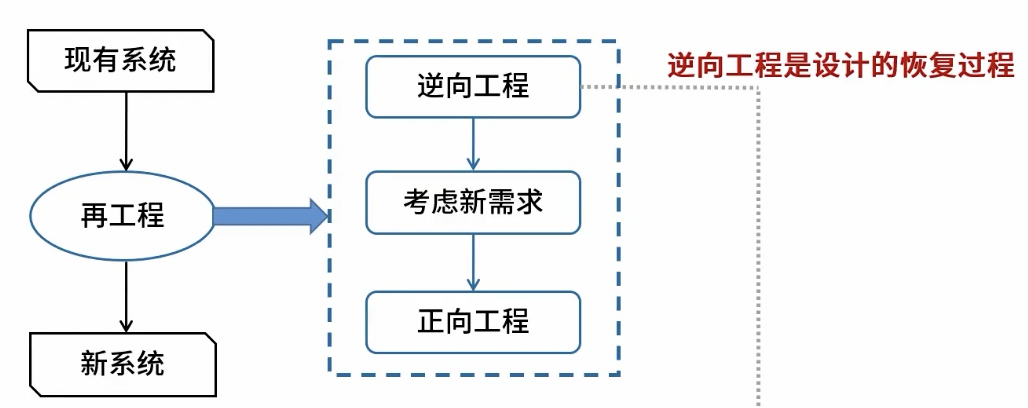 现有系统
再工程
新系统
逆向工程
考虑新需求
正向工程
逆向工程是设计的恢复过程